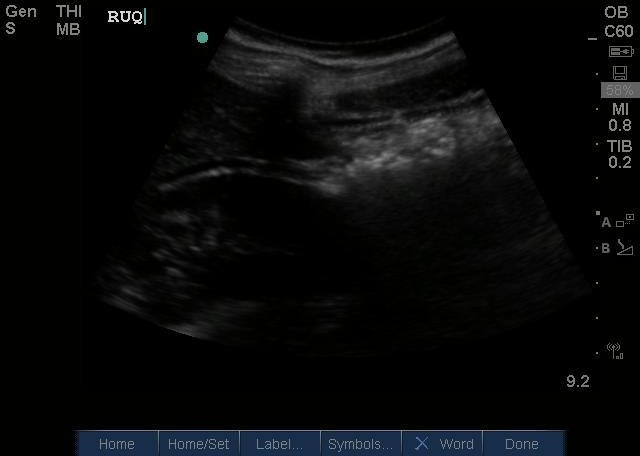 Gen
S
THI
MB
RUQ
OB
C60
58%
MI
0.8
TIB
0.2
A
B
9.2
Home
Home/Set
Label...
Symbols...
X Word
Done